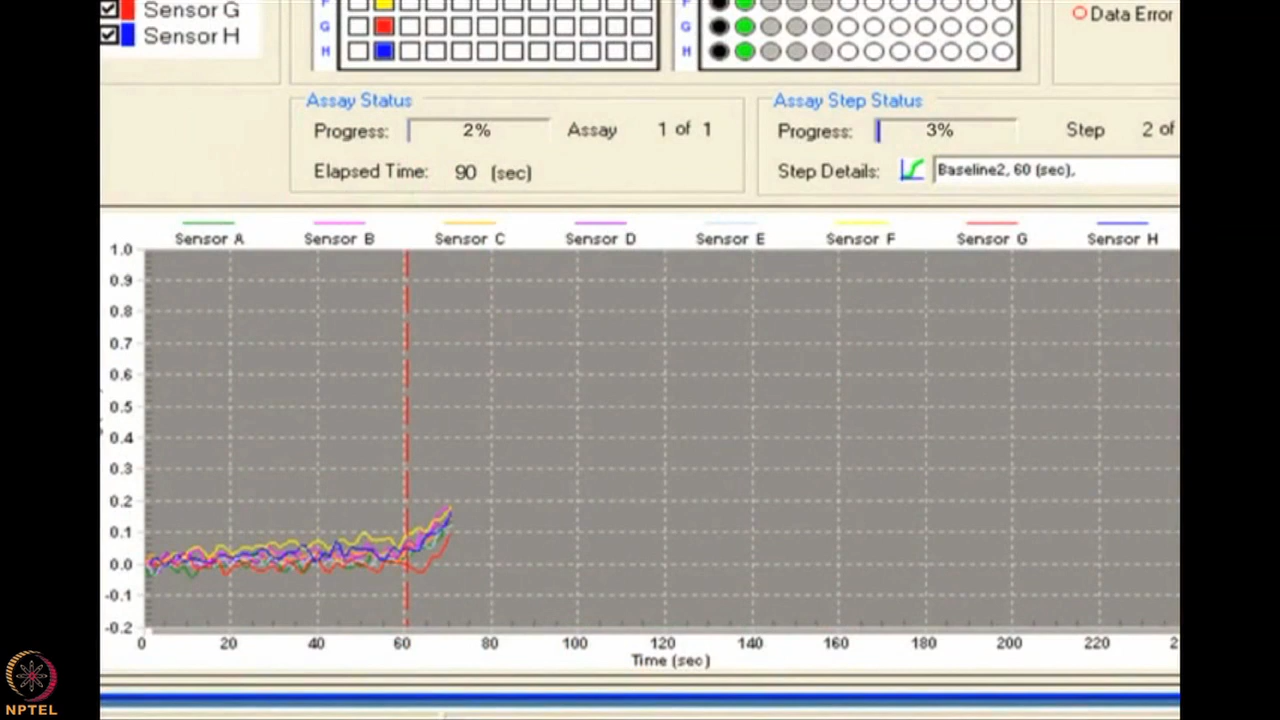 Sensor G
Sensor H
F
G
H
G
H
Data Error
Assay Status
Progress: 2% Assay 1 of 1
Elapsed Time: 90 (sec)
Assay Step Status
Progress: 3% Step 2 of
Step Details: Baseline2, 60 (sec),
Sensor A Sensor B Sensor C Sensor D Sensor E Sensor F Sensor G Sensor H
1.0
0.9
0.8
0.7
0.6
0.5
0.4
0.3
0.2
0.1
0.0
-0.1
-0.2
0 20 40 60 80 100 120 140 160 180 200 220 2
Time (sec)
NPTEL